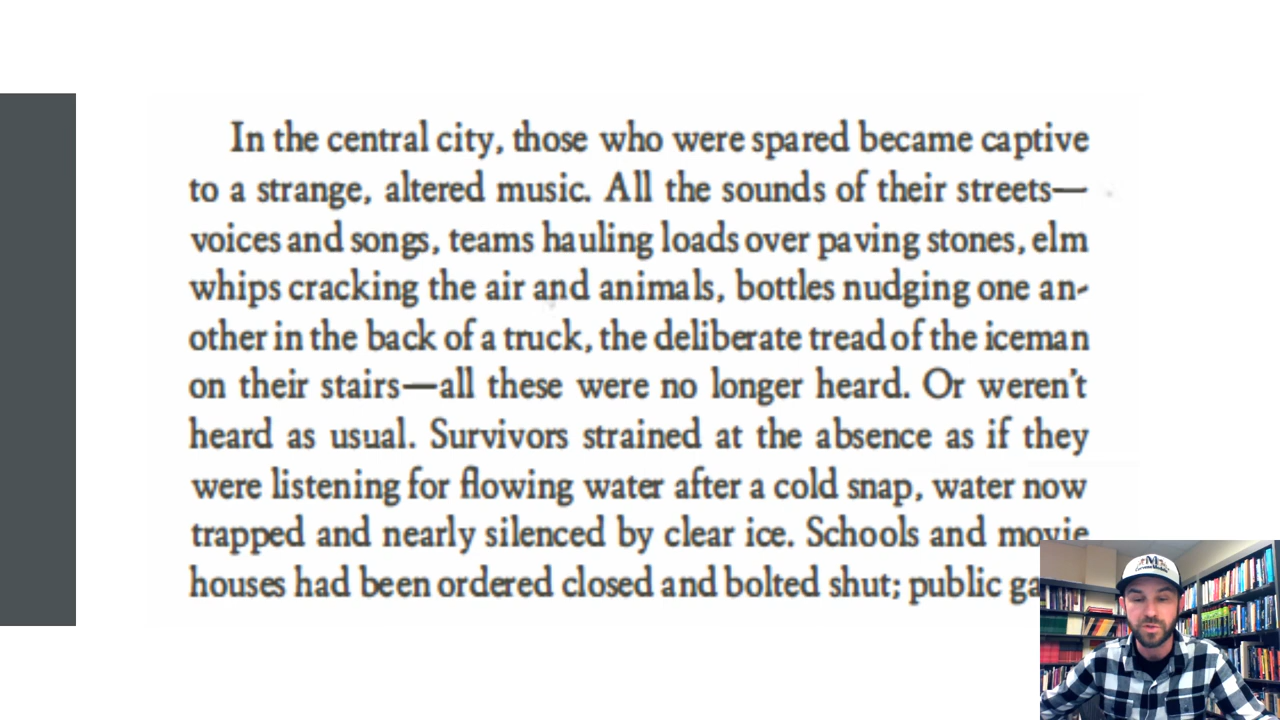 In the central city, those who were spared became captive
to a strange, altered music. All the sounds of their streets—
voices and songs, teams hauling loads over paving stones, elm
whips cracking the air and animals, bottles nudging one an-
other in the back of a truck, the deliberate tread of the iceman
on their stairs—all these were no longer heard. Or weren't
heard as usual. Survivors strained at the absence as if they
were listening for flowing water after a cold snap, water now
trapped and nearly silenced by clear ice. Schools and movie
houses had been ordered closed and bolted shut; public